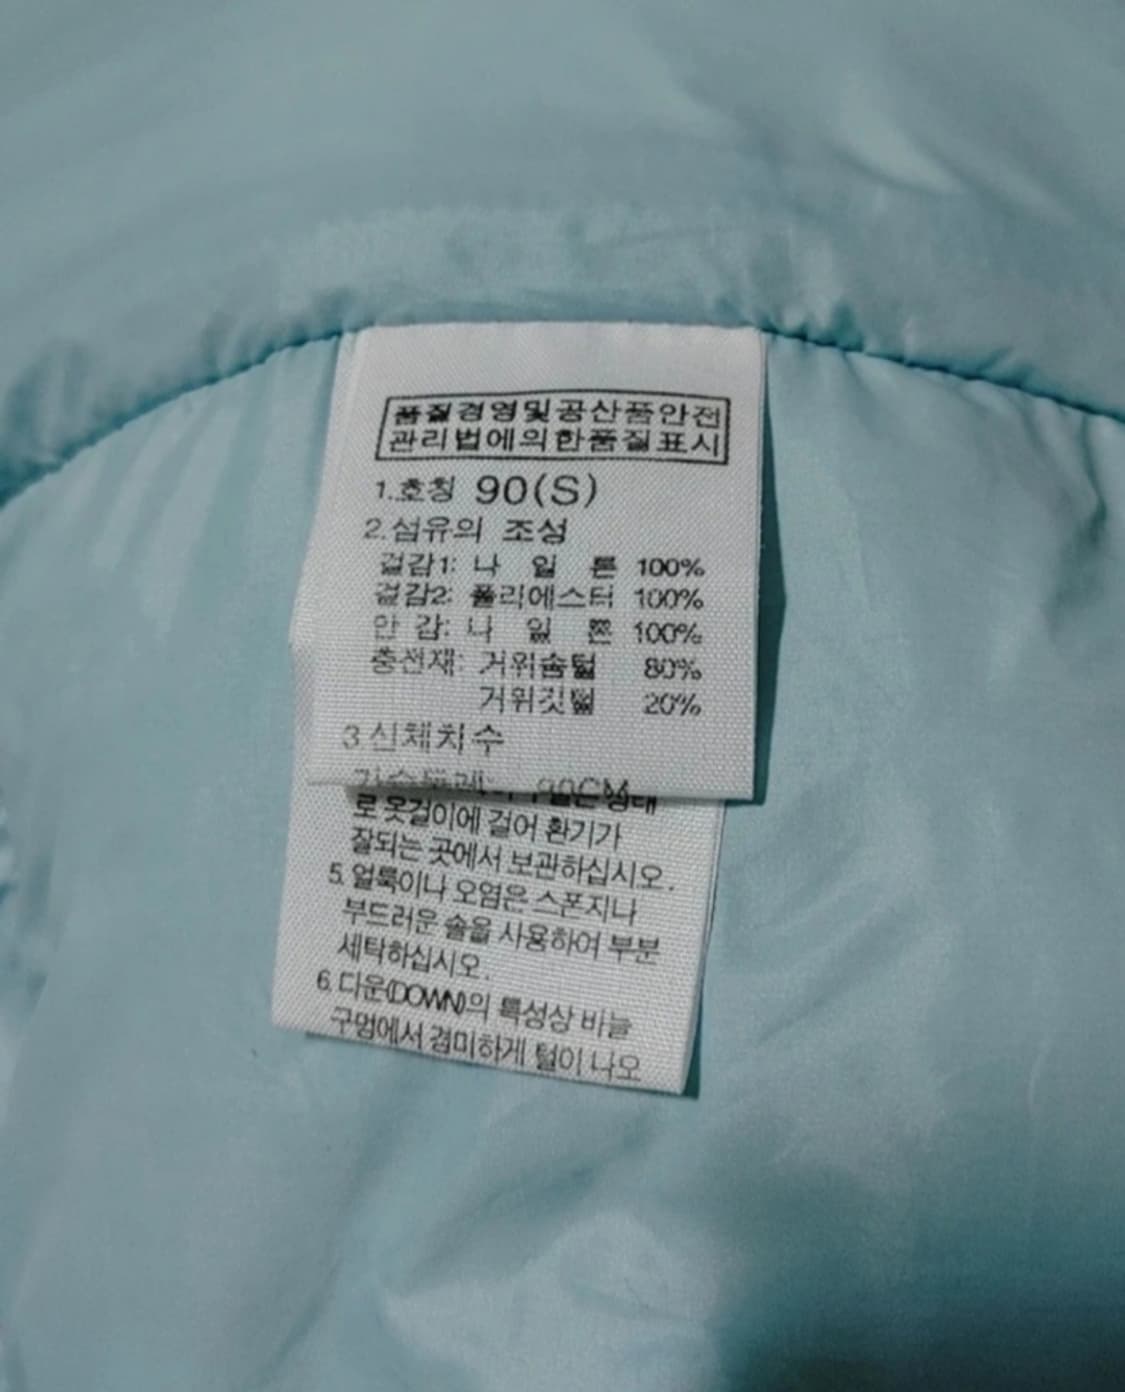 품질경영및공산품안전
관리법에의한품질표시
1.호칭 90(S)
2.섬유의 조성
겉감1: 나 일 론 100%
겉감2: 폴리에스터 100%
안 감: 나 일 론 100%
충전재: 거위솜털 80%
거위깃털 20%
3.신체치수
가슴둘레: 90CM
형태
로 옷걸이에 걸어 환기가
잘되는 곳에서 보관하십시오.
5. 얼룩이나 오염은 스폰지나
부드러운 솔을 사용하여 부분
세탁하십시오.
6. 다운(DOWN)의 특성상 바늘
구멍에서 경미하게 털이 나오